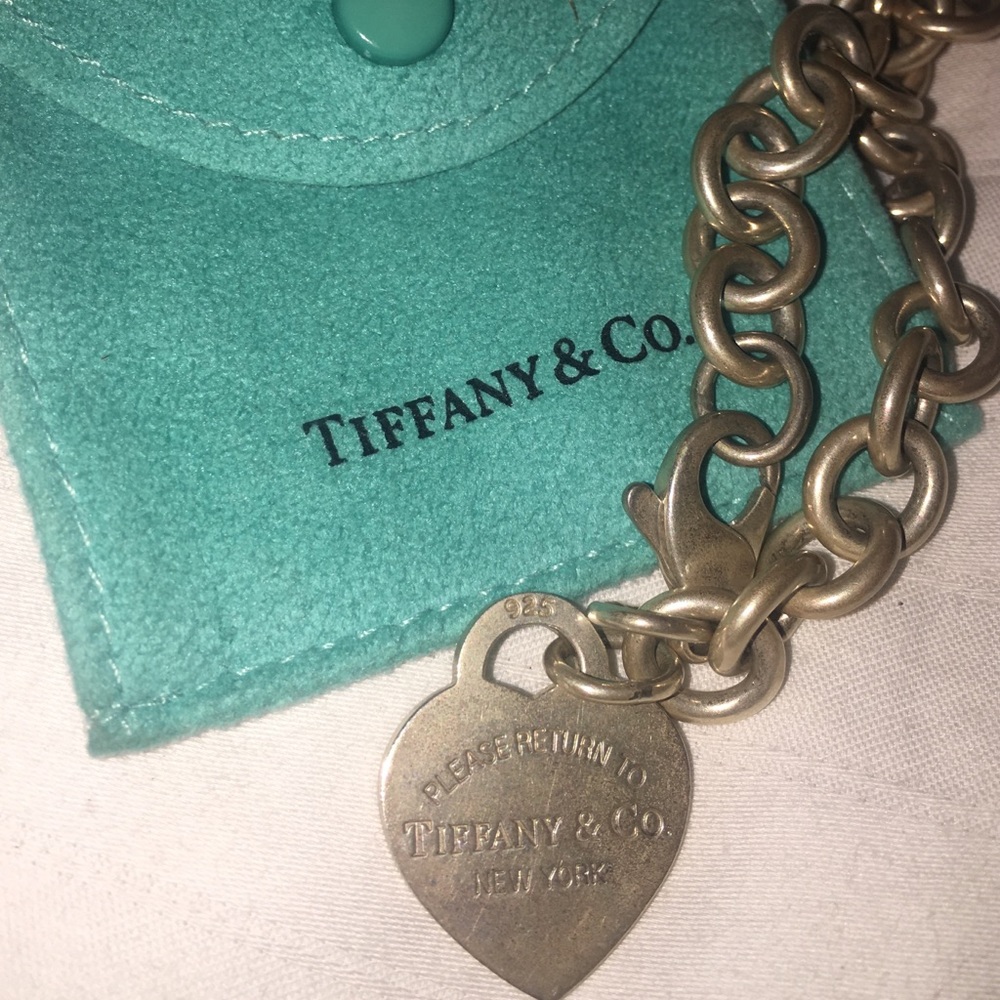 TIFFANY & CO.
925
PLEASE RETURN TO
TIFFANY & CO.
NEW YORK